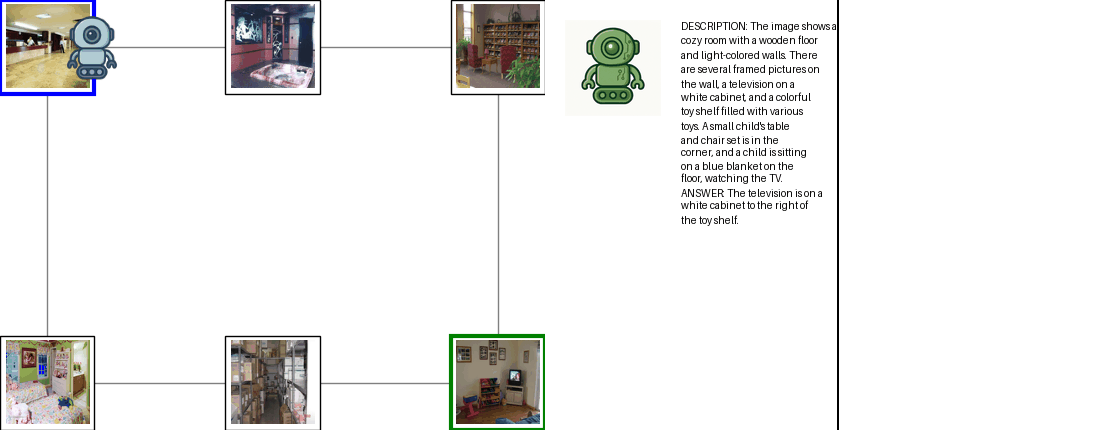 DESCRIPTION: The image shows a
cozy room with a wooden floor
and light-colored walls. There
are several framed pictures on
the wall, a television on a
white cabinet, and a colorful
toy shelf filled with various
toys. A small child's table
and chair set is in the
corner, and a child is sitting
on a blue blanket on the
floor, watching the TV.
ANSWER: The television is on a
white cabinet to the right of
the toy shelf.